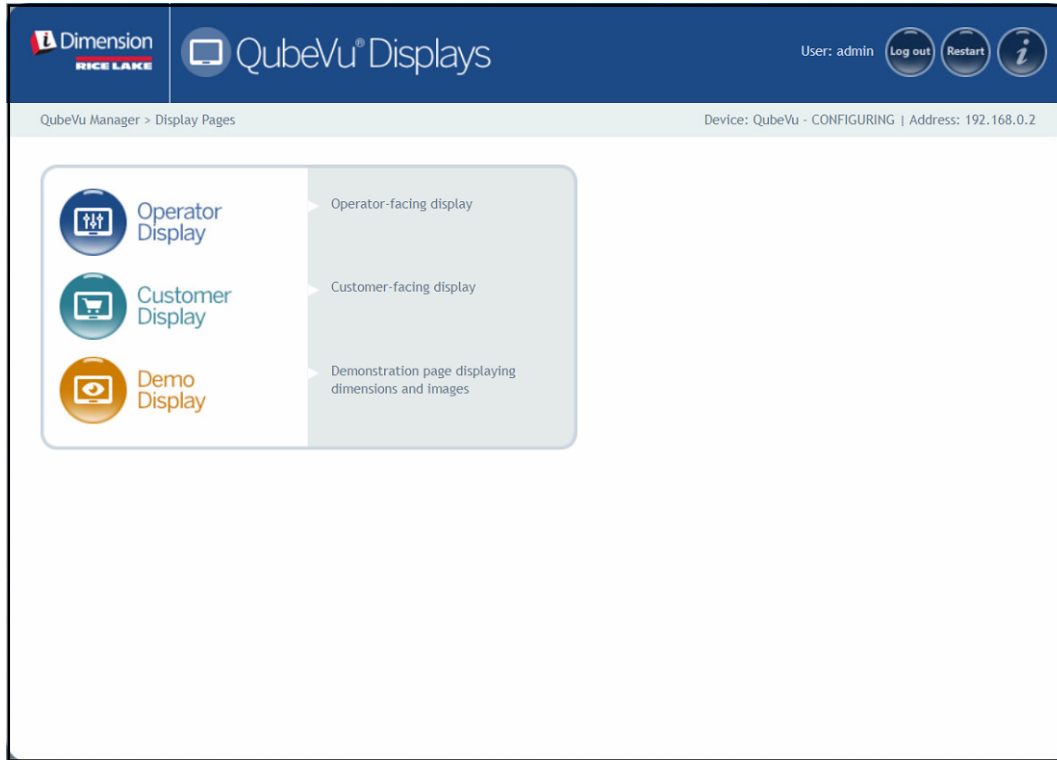 i Dimension
RICE LAKE
QubeVu® Displays
User: admin
Log out
Restart
i
QubeVu Manager > Display Pages
Device: QubeVu - CONFIGURING | Address: 192.168.0.2
Operator
Display
Operator-facing display
Customer
Display
Customer-facing display
Demo
Display
Demonstration page displaying
dimensions and images